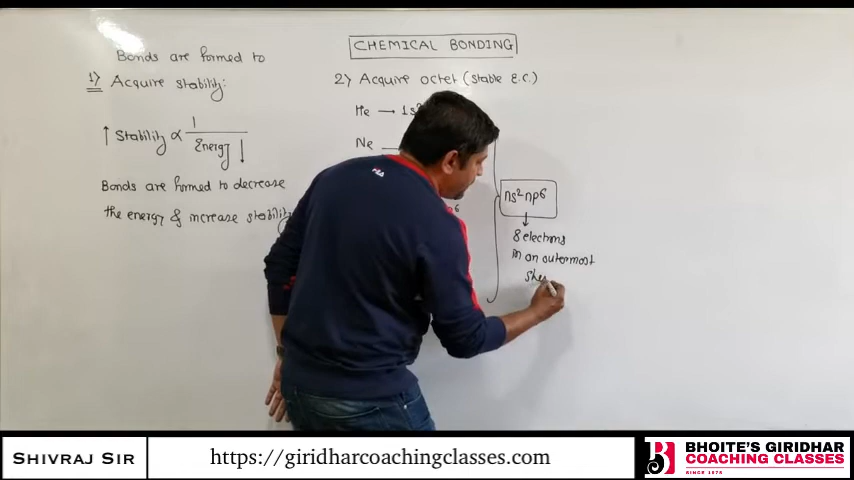 CHEMICAL BONDING
Bonds are formed to
1) Acquire stability:
↑ Stability ∝ 1 / Energy ↓
Bonds are formed to decrease
the energy & increase stability
2) Acquire octet (stable E.C.)
He → 1s²
Ne
6
ns² np⁶
↓
8 electrons
in an outermost
she
SHIVRAJ SIR
https://giridharcoachingclasses.com
BHOITE'S GIRIDHAR
COACHING CLASSES
SINCE 1975